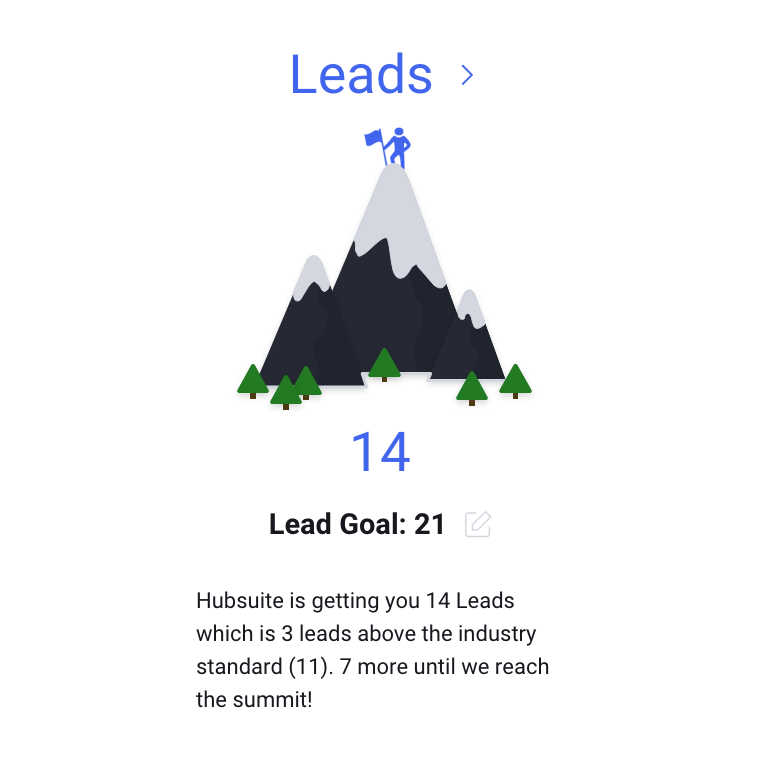 Leads
14
Lead Goal: 21
Hubsuite is getting you 14 Leads
which is 3 leads above the industry
standard (11). 7 more until we reach
the summit!